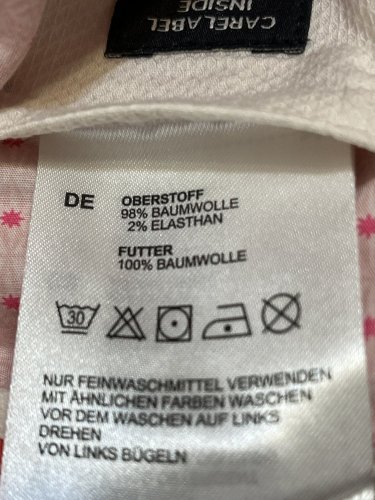 CARELABEL
INSIDE
DE
OBERSTOFF
98% BAUMWOLLE
2% ELASTHAN
FUTTER
100% BAUMWOLLE
30
NUR FEINWASCHMITTEL VERWENDEN
MIT ÄHNLICHEN FARBEN WASCHEN
VOR DEM WASCHEN AUF LINKS
DREHEN
VON LINKS BÜGELN